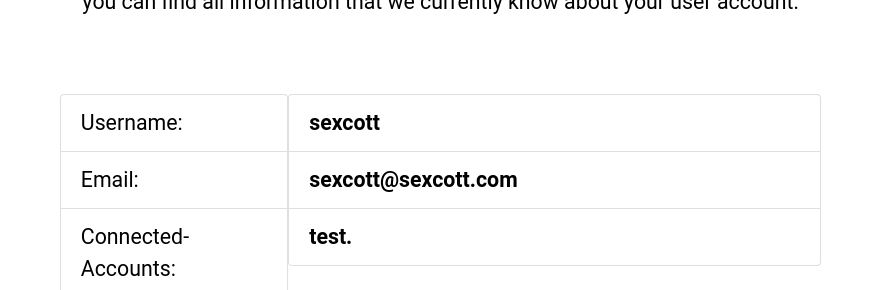 you can find all information that we currently know about your user account.
Username:
sexcott
Email:
sexcott@sexcott.com
Connected-
Accounts:
test.